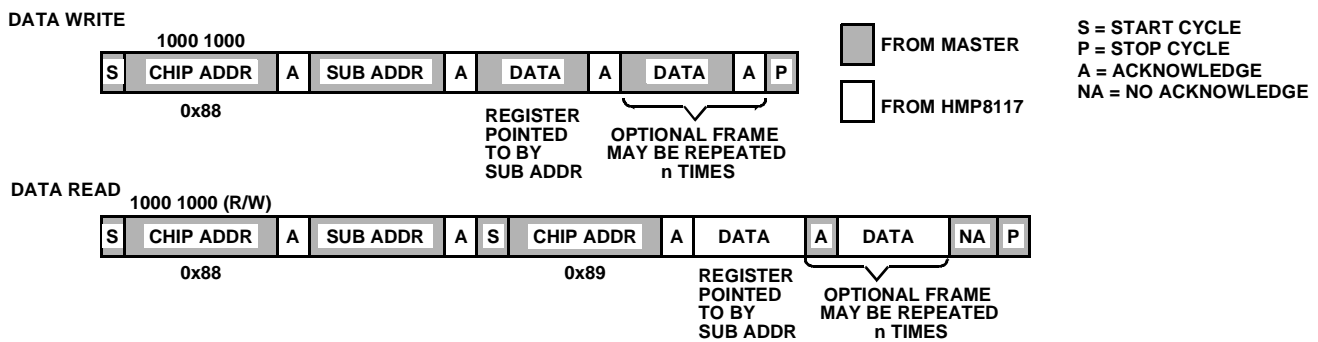 DATA WRITE
1000 1000
S CHIP ADDR A SUB ADDR A DATA A DATA A P
0x88
REGISTER
POINTED
TO BY
SUB ADDR
OPTIONAL FRAME
MAY BE REPEATED
n TIMES
FROM MASTER
FROM HMP8117
S = START CYCLE
P = STOP CYCLE
A = ACKNOWLEDGE
NA = NO ACKNOWLEDGE
DATA READ
1000 1000 (R/W)
S CHIP ADDR A SUB ADDR A S CHIP ADDR A DATA A DATA NA P
0x88
0x89
REGISTER
POINTED
TO BY
SUB ADDR
OPTIONAL FRAME
MAY BE REPEATED
n TIMES